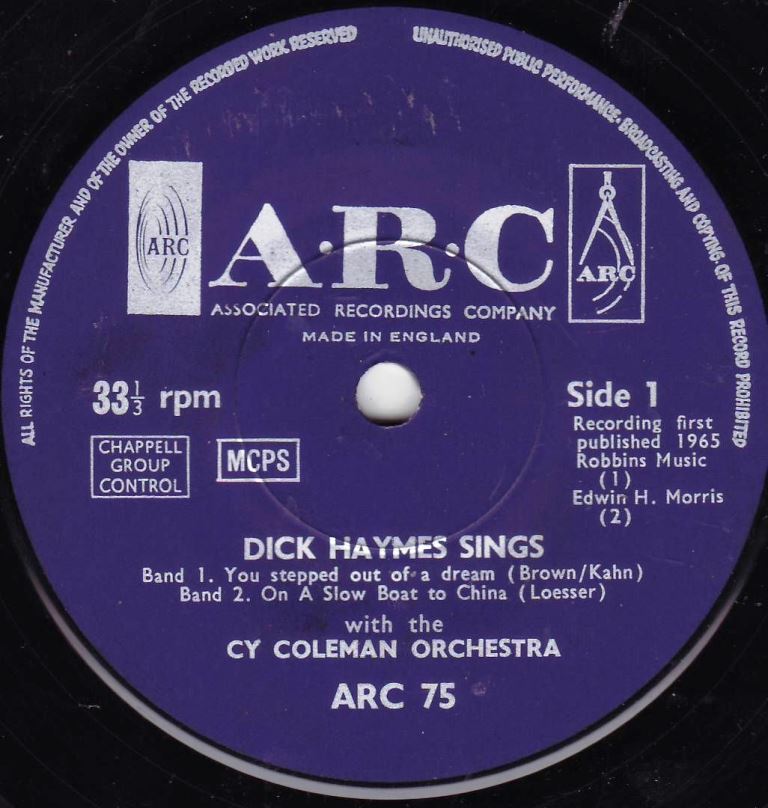 ALL RIGHTS OF THE MANUFACTURER AND OF THE OWNER OF THE RECORDED WORK RESERVED
UNAUTHORISED PUBLIC PERFORMANCE, BROADCASTING AND COPYING OF THIS RECORD PROHIBITED
ARC
A·R·C
ARC
ASSOCIATED RECORDINGS COMPANY
MADE IN ENGLAND
33 1/3 rpm
CHAPPELL
GROUP
CONTROL
MCPS
Side 1
Recording first
published 1965
Robbins Music
(1)
Edwin H. Morris
(2)
DICK HAYMES SINGS
Band 1. You stepped out of a dream (Brown/Kahn)
Band 2. On A Slow Boat to China (Loesser)
with the
CY COLEMAN ORCHESTRA
ARC 75